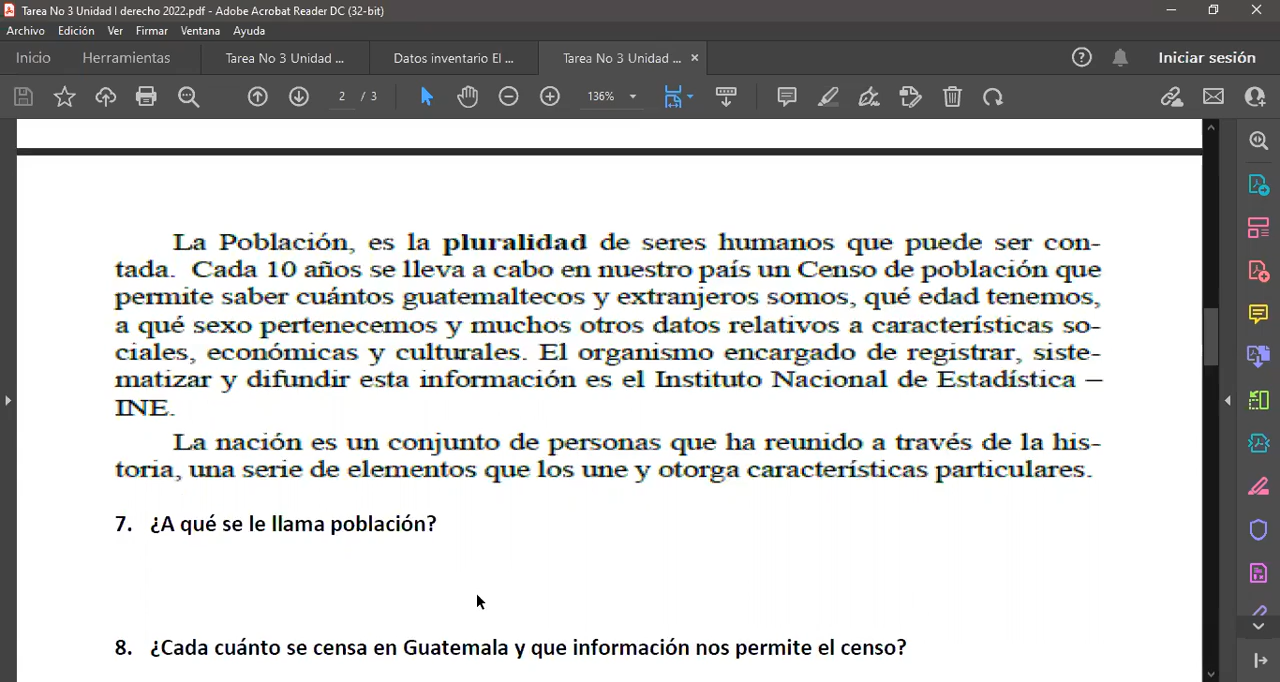 Tarea No 3 Unidad I derecho 2022.pdf - Adobe Acrobat Reader DC (32-bit)
Archivo Edición Ver Firmar Ventana Ayuda
Inicio Herramientas Tarea No 3 Unidad ... Datos inventario El ... Tarea No 3 Unidad ... × Iniciar sesión
2 / 3 136%
La Población, es la pluralidad de seres humanos que puede ser con-
tada. Cada 10 años se lleva a cabo en nuestro país un Censo de población que
permite saber cuántos guatemaltecos y extranjeros somos, qué edad tenemos,
a qué sexo pertenecemos y muchos otros datos relativos a características so-
ciales, económicas y culturales. El organismo encargado de registrar, siste-
matizar y difundir esta información es el Instituto Nacional de Estadística –
INE.
La nación es un conjunto de personas que ha reunido a través de la his-
toria, una serie de elementos que los une y otorga características particulares.
7. ¿A qué se le llama población?
8. ¿Cada cuánto se censa en Guatemala y que información nos permite el censo?